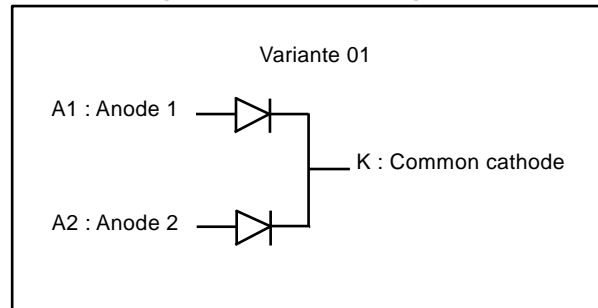 Variante 01
A1 : Anode 1
K : Common cathode
A2 : Anode 2